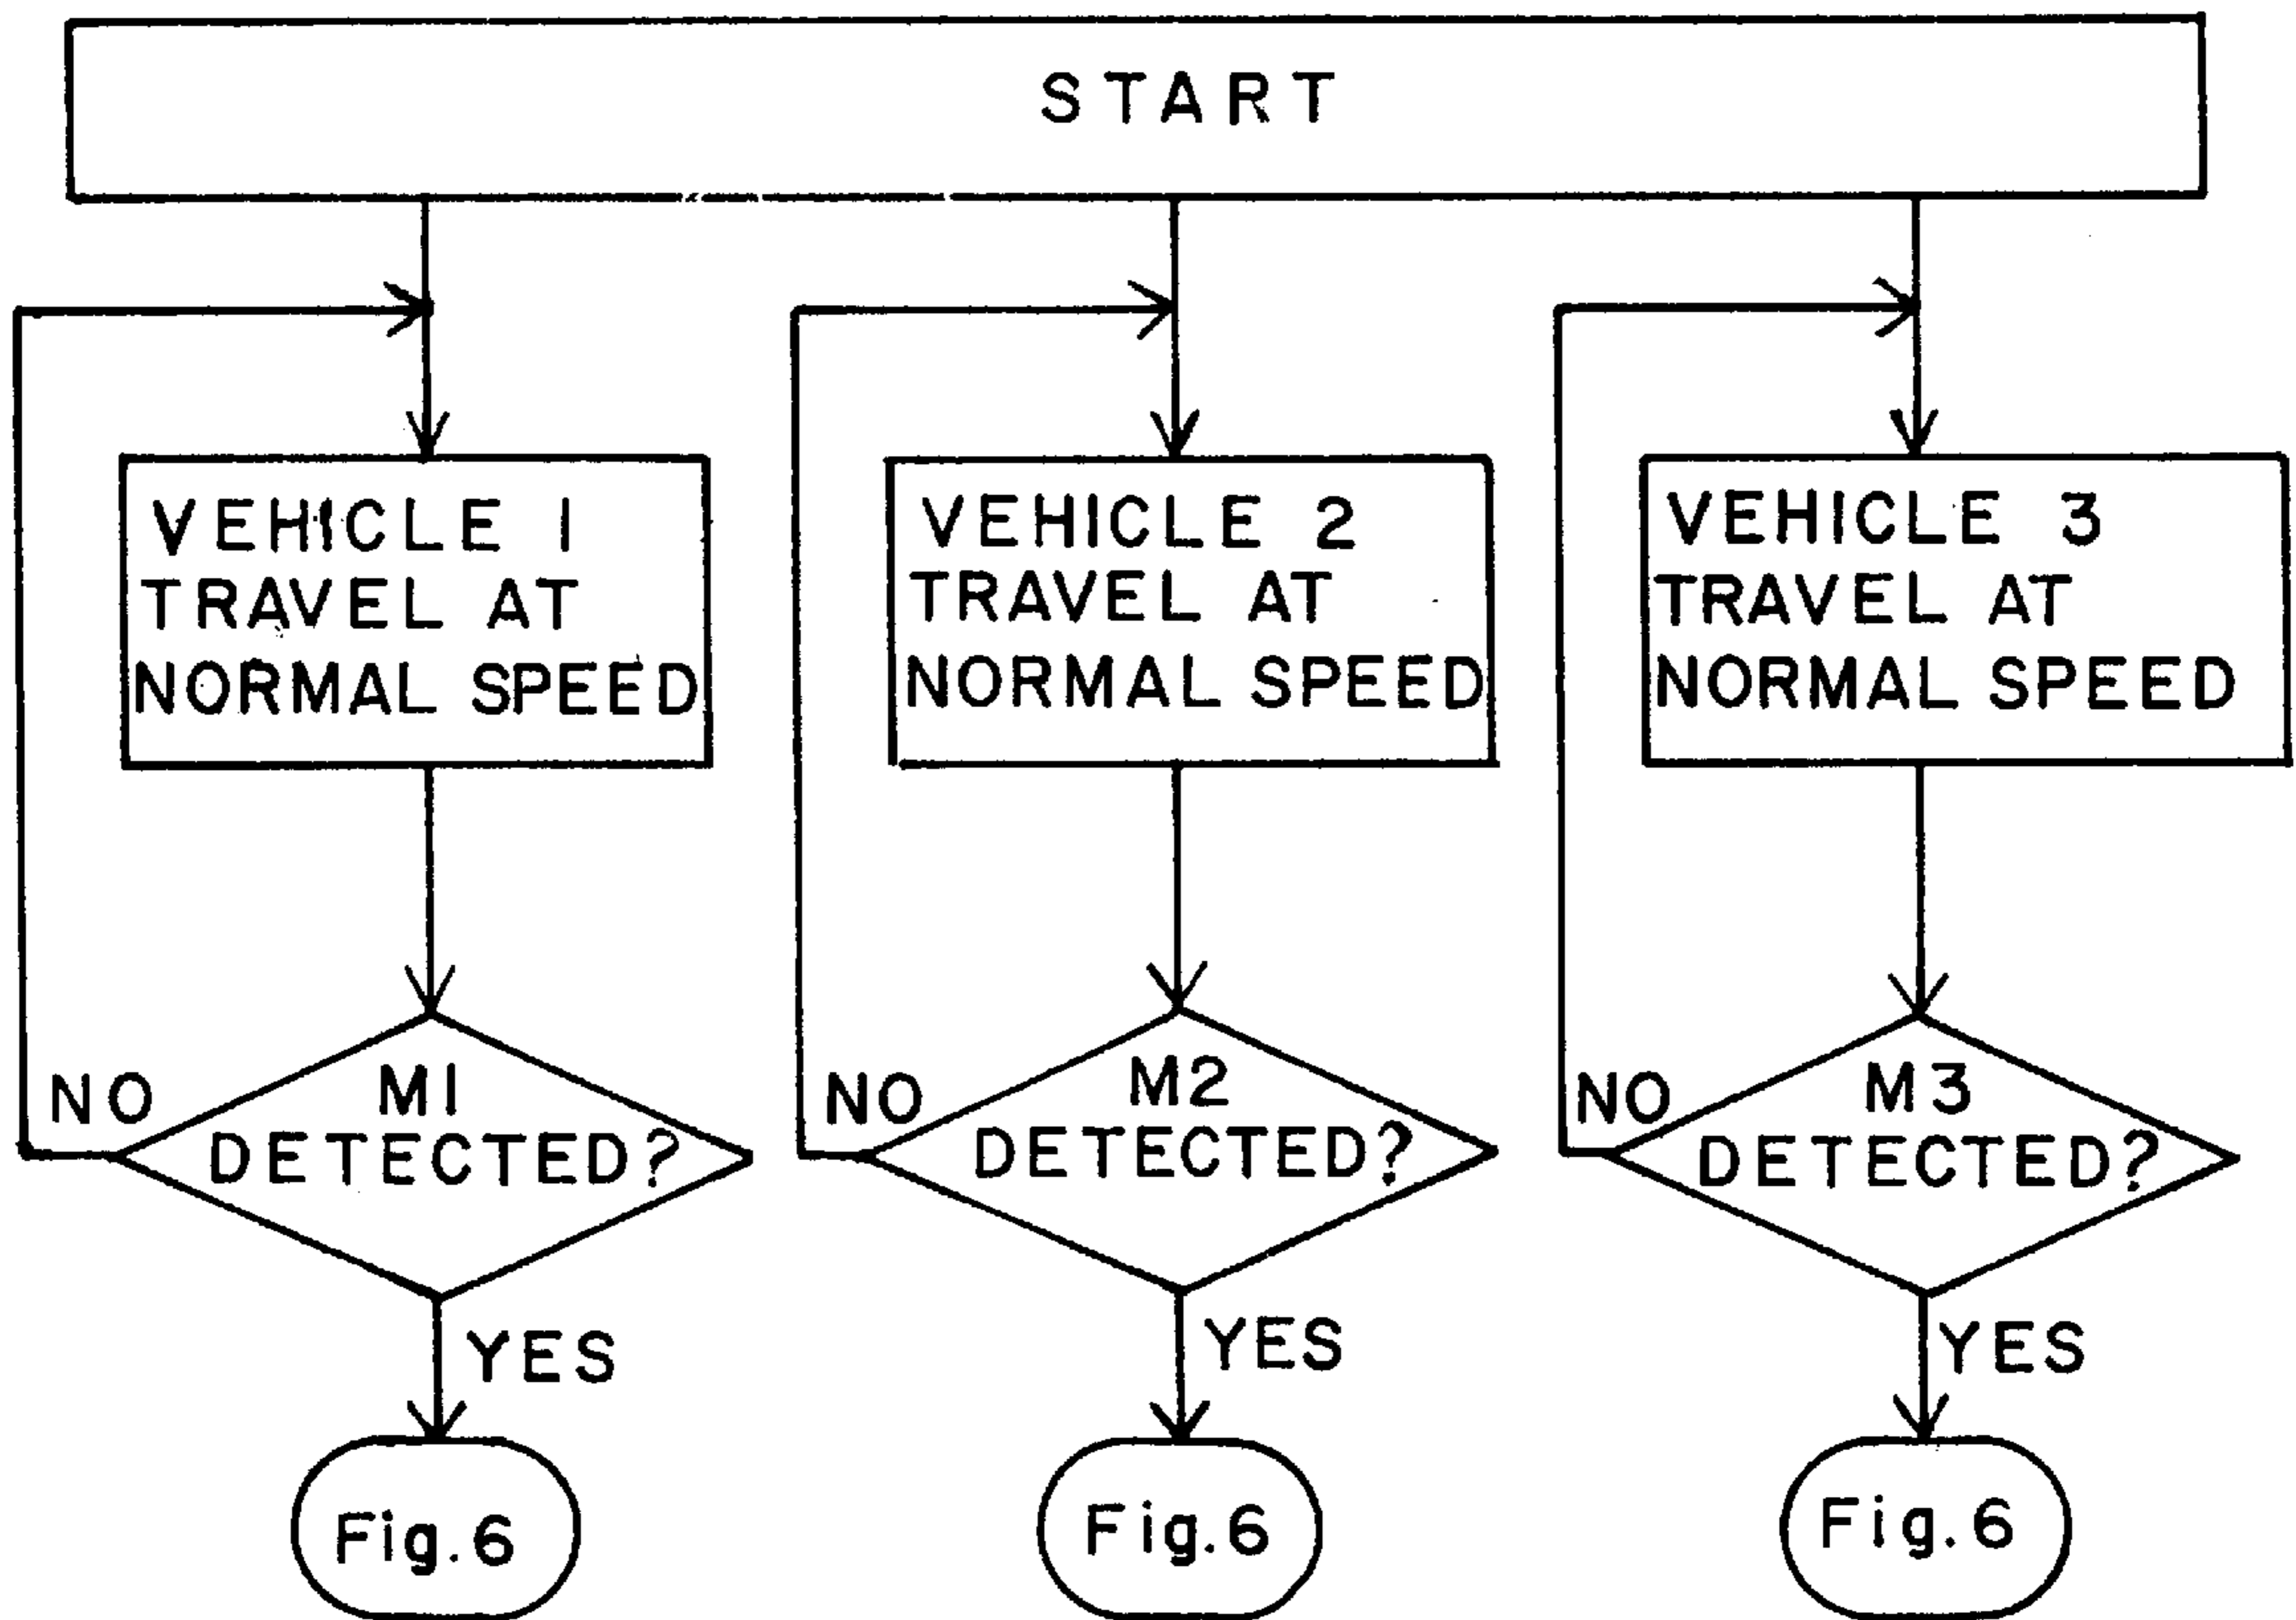 START
VEHICLE 1
TRAVEL AT
NORMAL SPEED
VEHICLE 2
TRAVEL AT
NORMAL SPEED
VEHICLE 3
TRAVEL AT
NORMAL SPEED
NO
M1
DETECTED?
NO
M2
DETECTED?
NO
M3
DETECTED?
YES
YES
YES
Fig.6
Fig.6
Fig.6